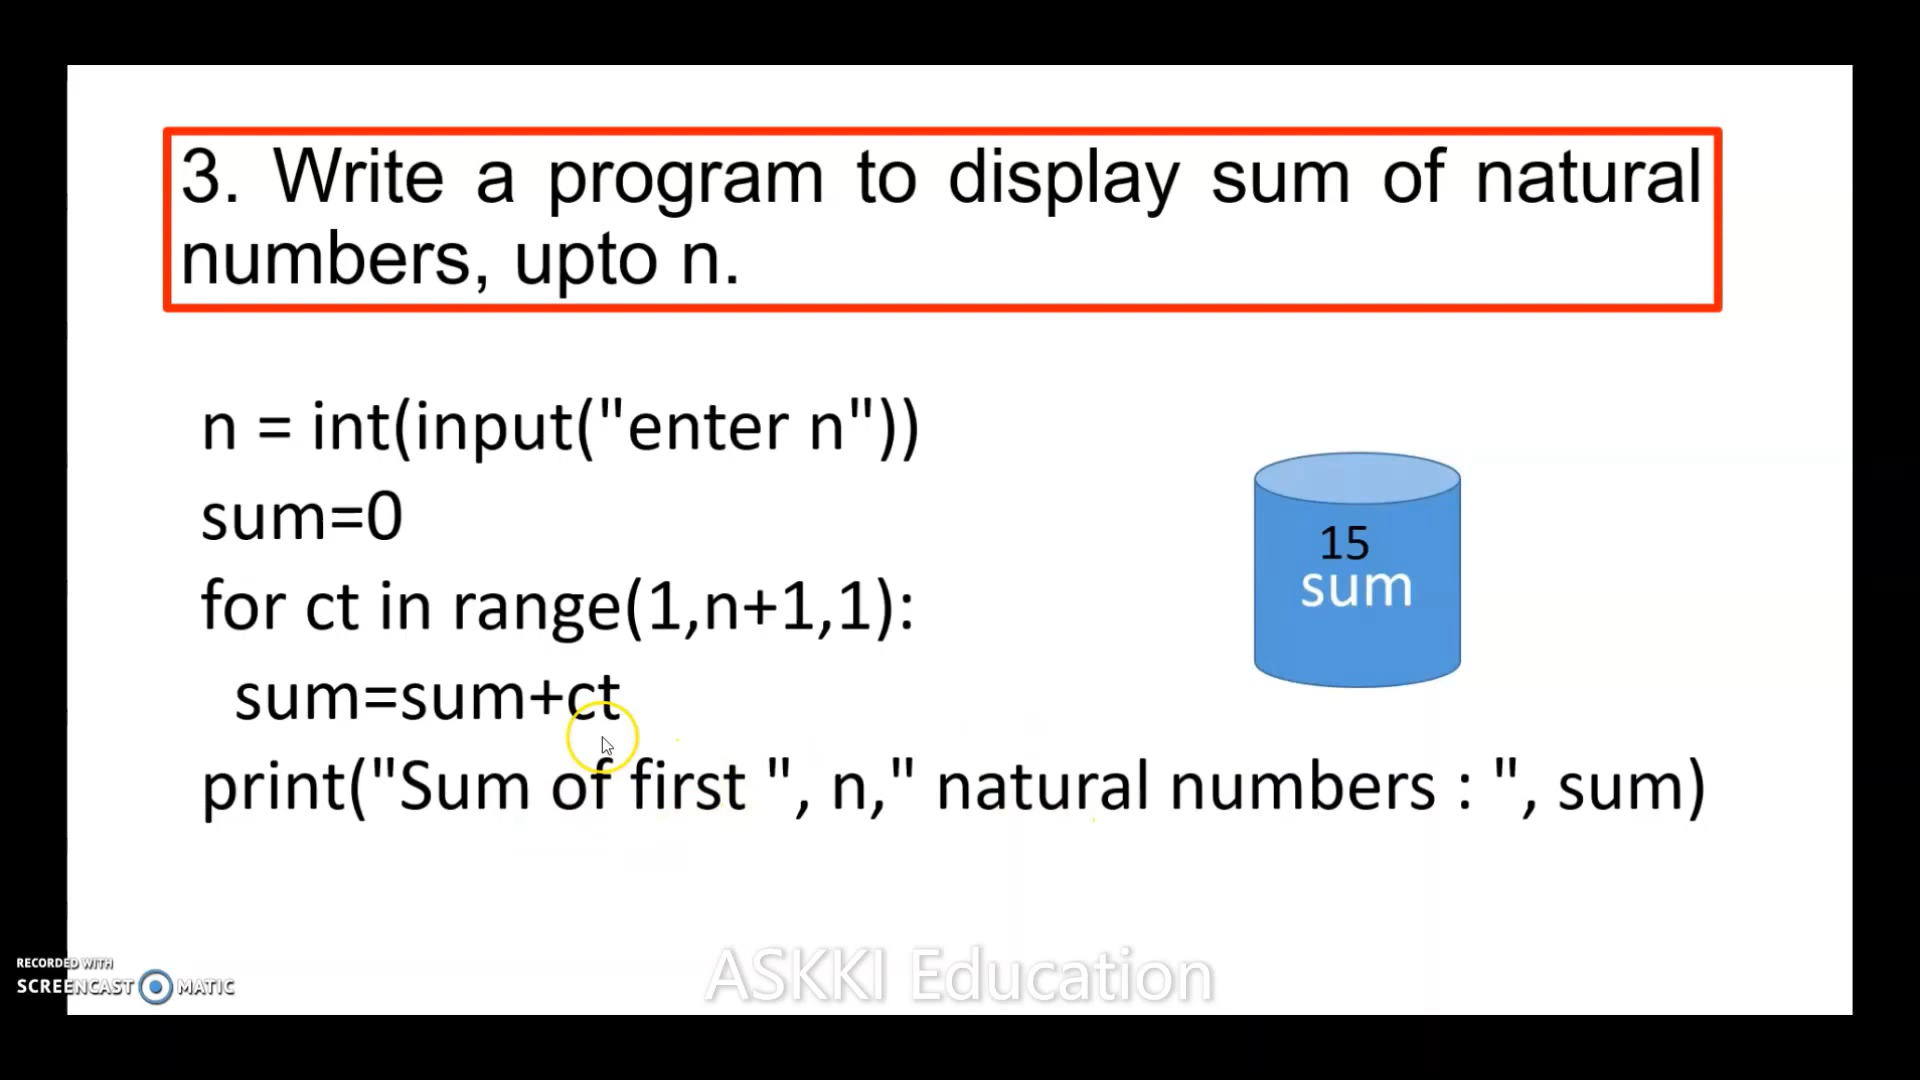 3. Write a program to display sum of natural
numbers, upto n.
n = int(input("enter n"))
sum=0
for ct in range(1,n+1,1):
sum=sum+ct
print("Sum of first ", n," natural numbers : ", sum)
15
sum
RECORDED WITH
SCREENCAST MATIC
ASKKI Education